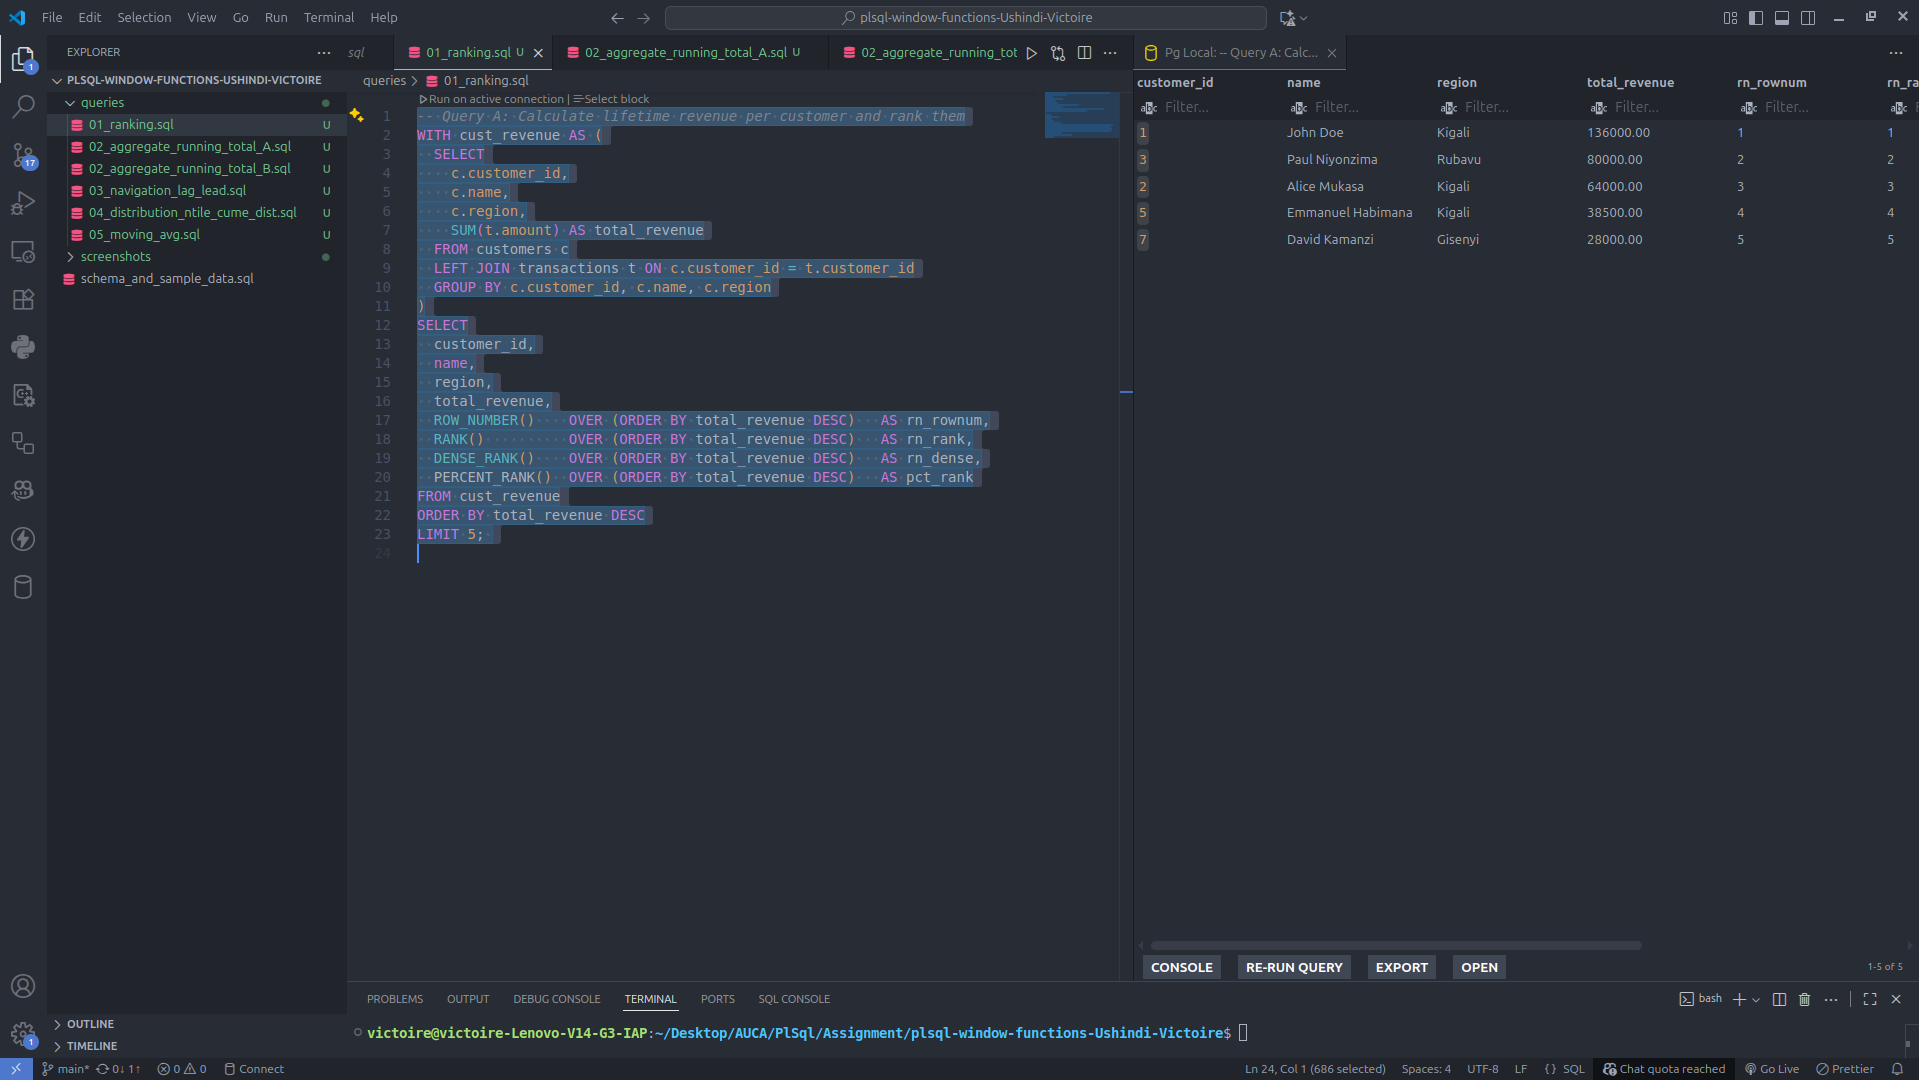 File Edit Selection View Go Run Terminal Help
plsql-window-functions-Ushindi-Victoire
EXPLORER
PLSQL-WINDOW-FUNCTIONS-USHINDI-VICTOIRE
queries
01_ranking.sql U
02_aggregate_running_total_A.sql U
02_aggregate_running_total_B.sql U
03_navigation_lag_lead.sql U
04_distribution_ntile_cume_dist.sql U
05_moving_avg.sql U
screenshots
schema_and_sample_data.sql
OUTLINE
TIMELINE
sql 01_ranking.sql U 02_aggregate_running_total_A.sql U 02_aggregate_running_tot
queries > 01_ranking.sql
Run on active connection | Select block
1 -- Query A: Calculate lifetime revenue per customer and rank them
2 WITH cust_revenue AS (
3 SELECT
4 c.customer_id,
5 c.name,
6 c.region,
7 SUM(t.amount) AS total_revenue
8 FROM customers c
9 LEFT JOIN transactions t ON c.customer_id = t.customer_id
10 GROUP BY c.customer_id, c.name, c.region
11 )
12 SELECT
13 customer_id,
14 name,
15 region,
16 total_revenue,
17 ROW_NUMBER() OVER (ORDER BY total_revenue DESC) AS rn_rownum,
18 RANK() OVER (ORDER BY total_revenue DESC) AS rn_rank,
19 DENSE_RANK() OVER (ORDER BY total_revenue DESC) AS rn_dense,
20 PERCENT_RANK() OVER (ORDER BY total_revenue DESC) AS pct_rank
21 FROM cust_revenue
22 ORDER BY total_revenue DESC
23 LIMIT 5;
24
Pg Local: -- Query A: Calc...
customer_id name region total_revenue rn_rownum rn_ra
abc Filter... abc Filter... abc Filter... abc Filter... abc Filter... abc
1 John Doe Kigali 136000.00 1 1
3 Paul Niyonzima Rubavu 80000.00 2 2
2 Alice Mukasa Kigali 64000.00 3 3
5 Emmanuel Habimana Kigali 38500.00 4 4
7 David Kamanzi Gisenyi 28000.00 5 5
CONSOLE RE-RUN QUERY EXPORT OPEN 1-5 of 5
PROBLEMS OUTPUT DEBUG CONSOLE TERMINAL PORTS SQL CONSOLE bash
victoire@victoire-Lenovo-V14-G3-IAP:~/Desktop/AUCA/PlSql/Assignment/plsql-window-functions-Ushindi-Victoire$
1
17
1
main* 0↓ 1↑ 0 0 Connect Ln 24, Col 1 (686 selected) Spaces: 4 UTF-8 LF {} SQL Chat quota reached Go Live Prettier